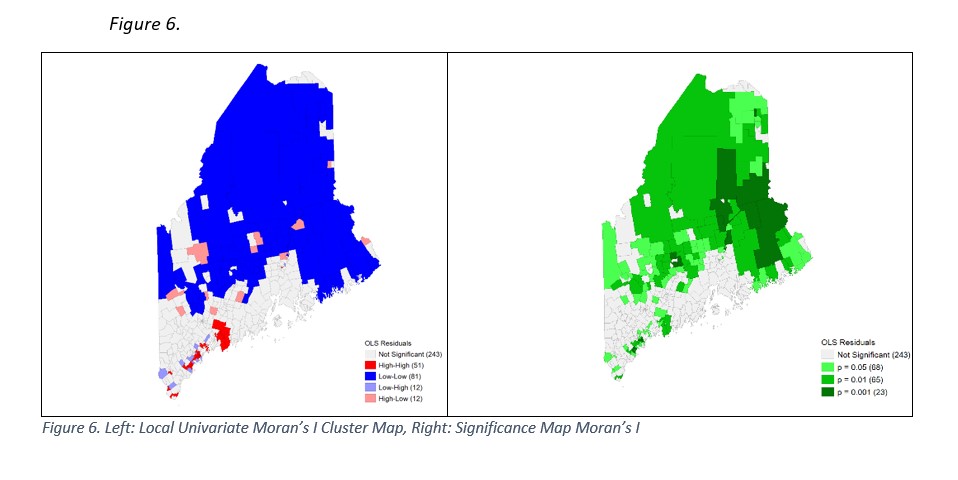 Figure 6.
OLS Residuals
Not Significant (243)
High-High (51)
Low-Low (81)
Low-High (12)
High-Low (12)
OLS Residuals
Not Significant (243)
p = 0.05 (68)
p = 0.01 (65)
p = 0.001 (23)
Figure 6. Left: Local Univariate Moran’s I Cluster Map, Right: Significance Map Moran’s I